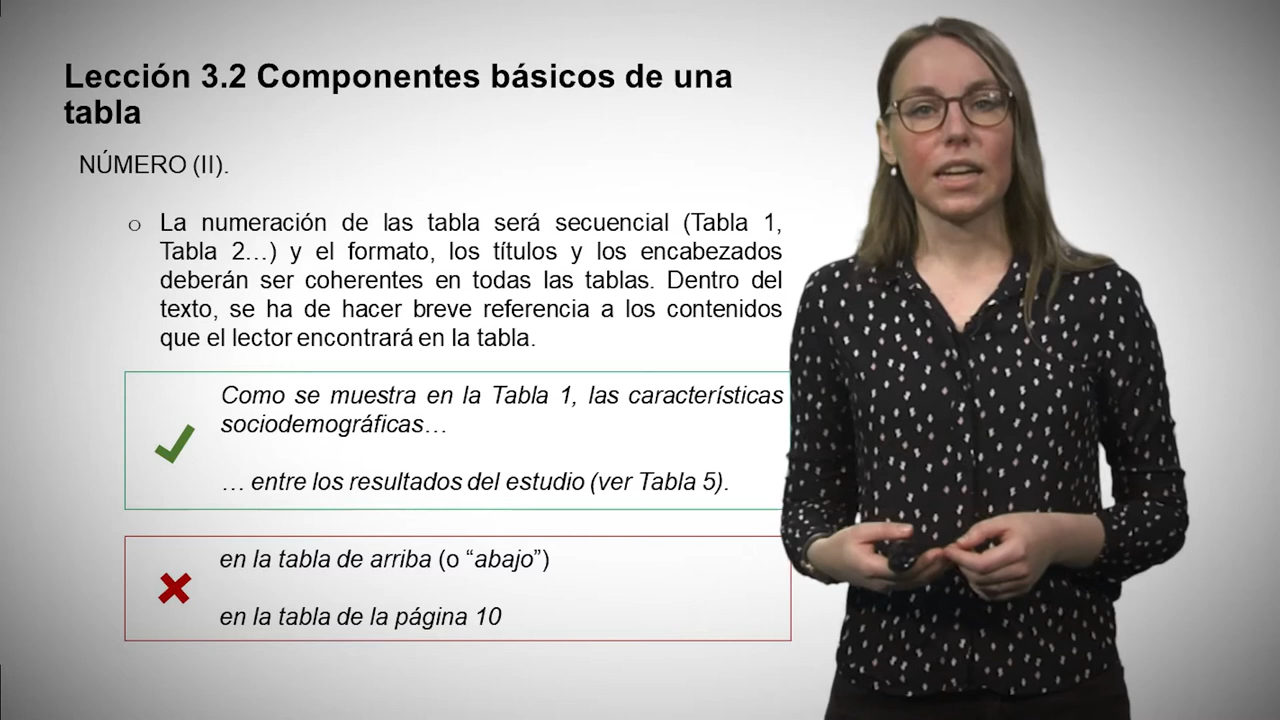 Lección 3.2 Componentes básicos de una
tabla
NÚMERO (II).
o La numeración de las tabla será secuencial (Tabla 1,
Tabla 2…) y el formato, los títulos y los encabezados
deberán ser coherentes en todas las tablas. Dentro del
texto, se ha de hacer breve referencia a los contenidos
que el lector encontrará en la tabla.
Como se muestra en la Tabla 1, las características
sociodemográficas…
… entre los resultados del estudio (ver Tabla 5).
en la tabla de arriba (o “abajo”)
en la tabla de la página 10